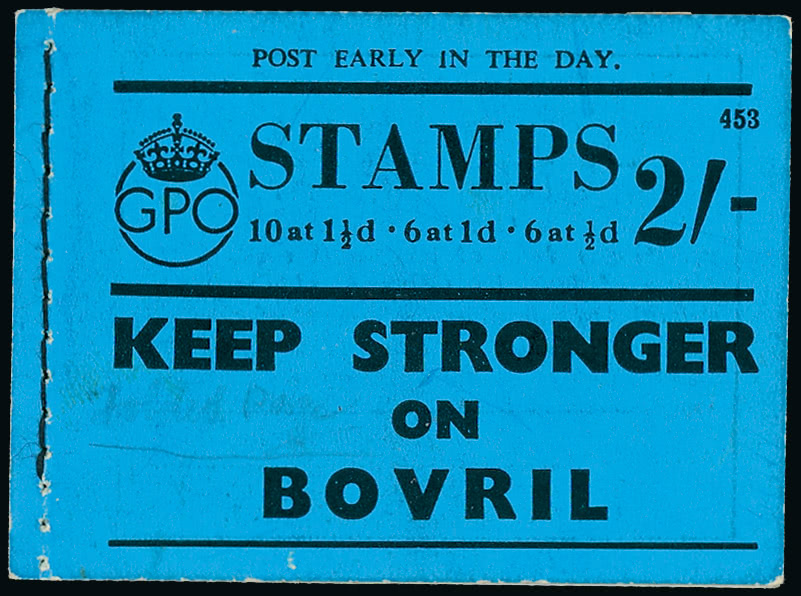 POST EARLY IN THE DAY.
453
GPO
STAMPS 2/-
10 at 1½d · 6 at 1d · 6 at ½d
KEEP STRONGER
ON
BOVRIL